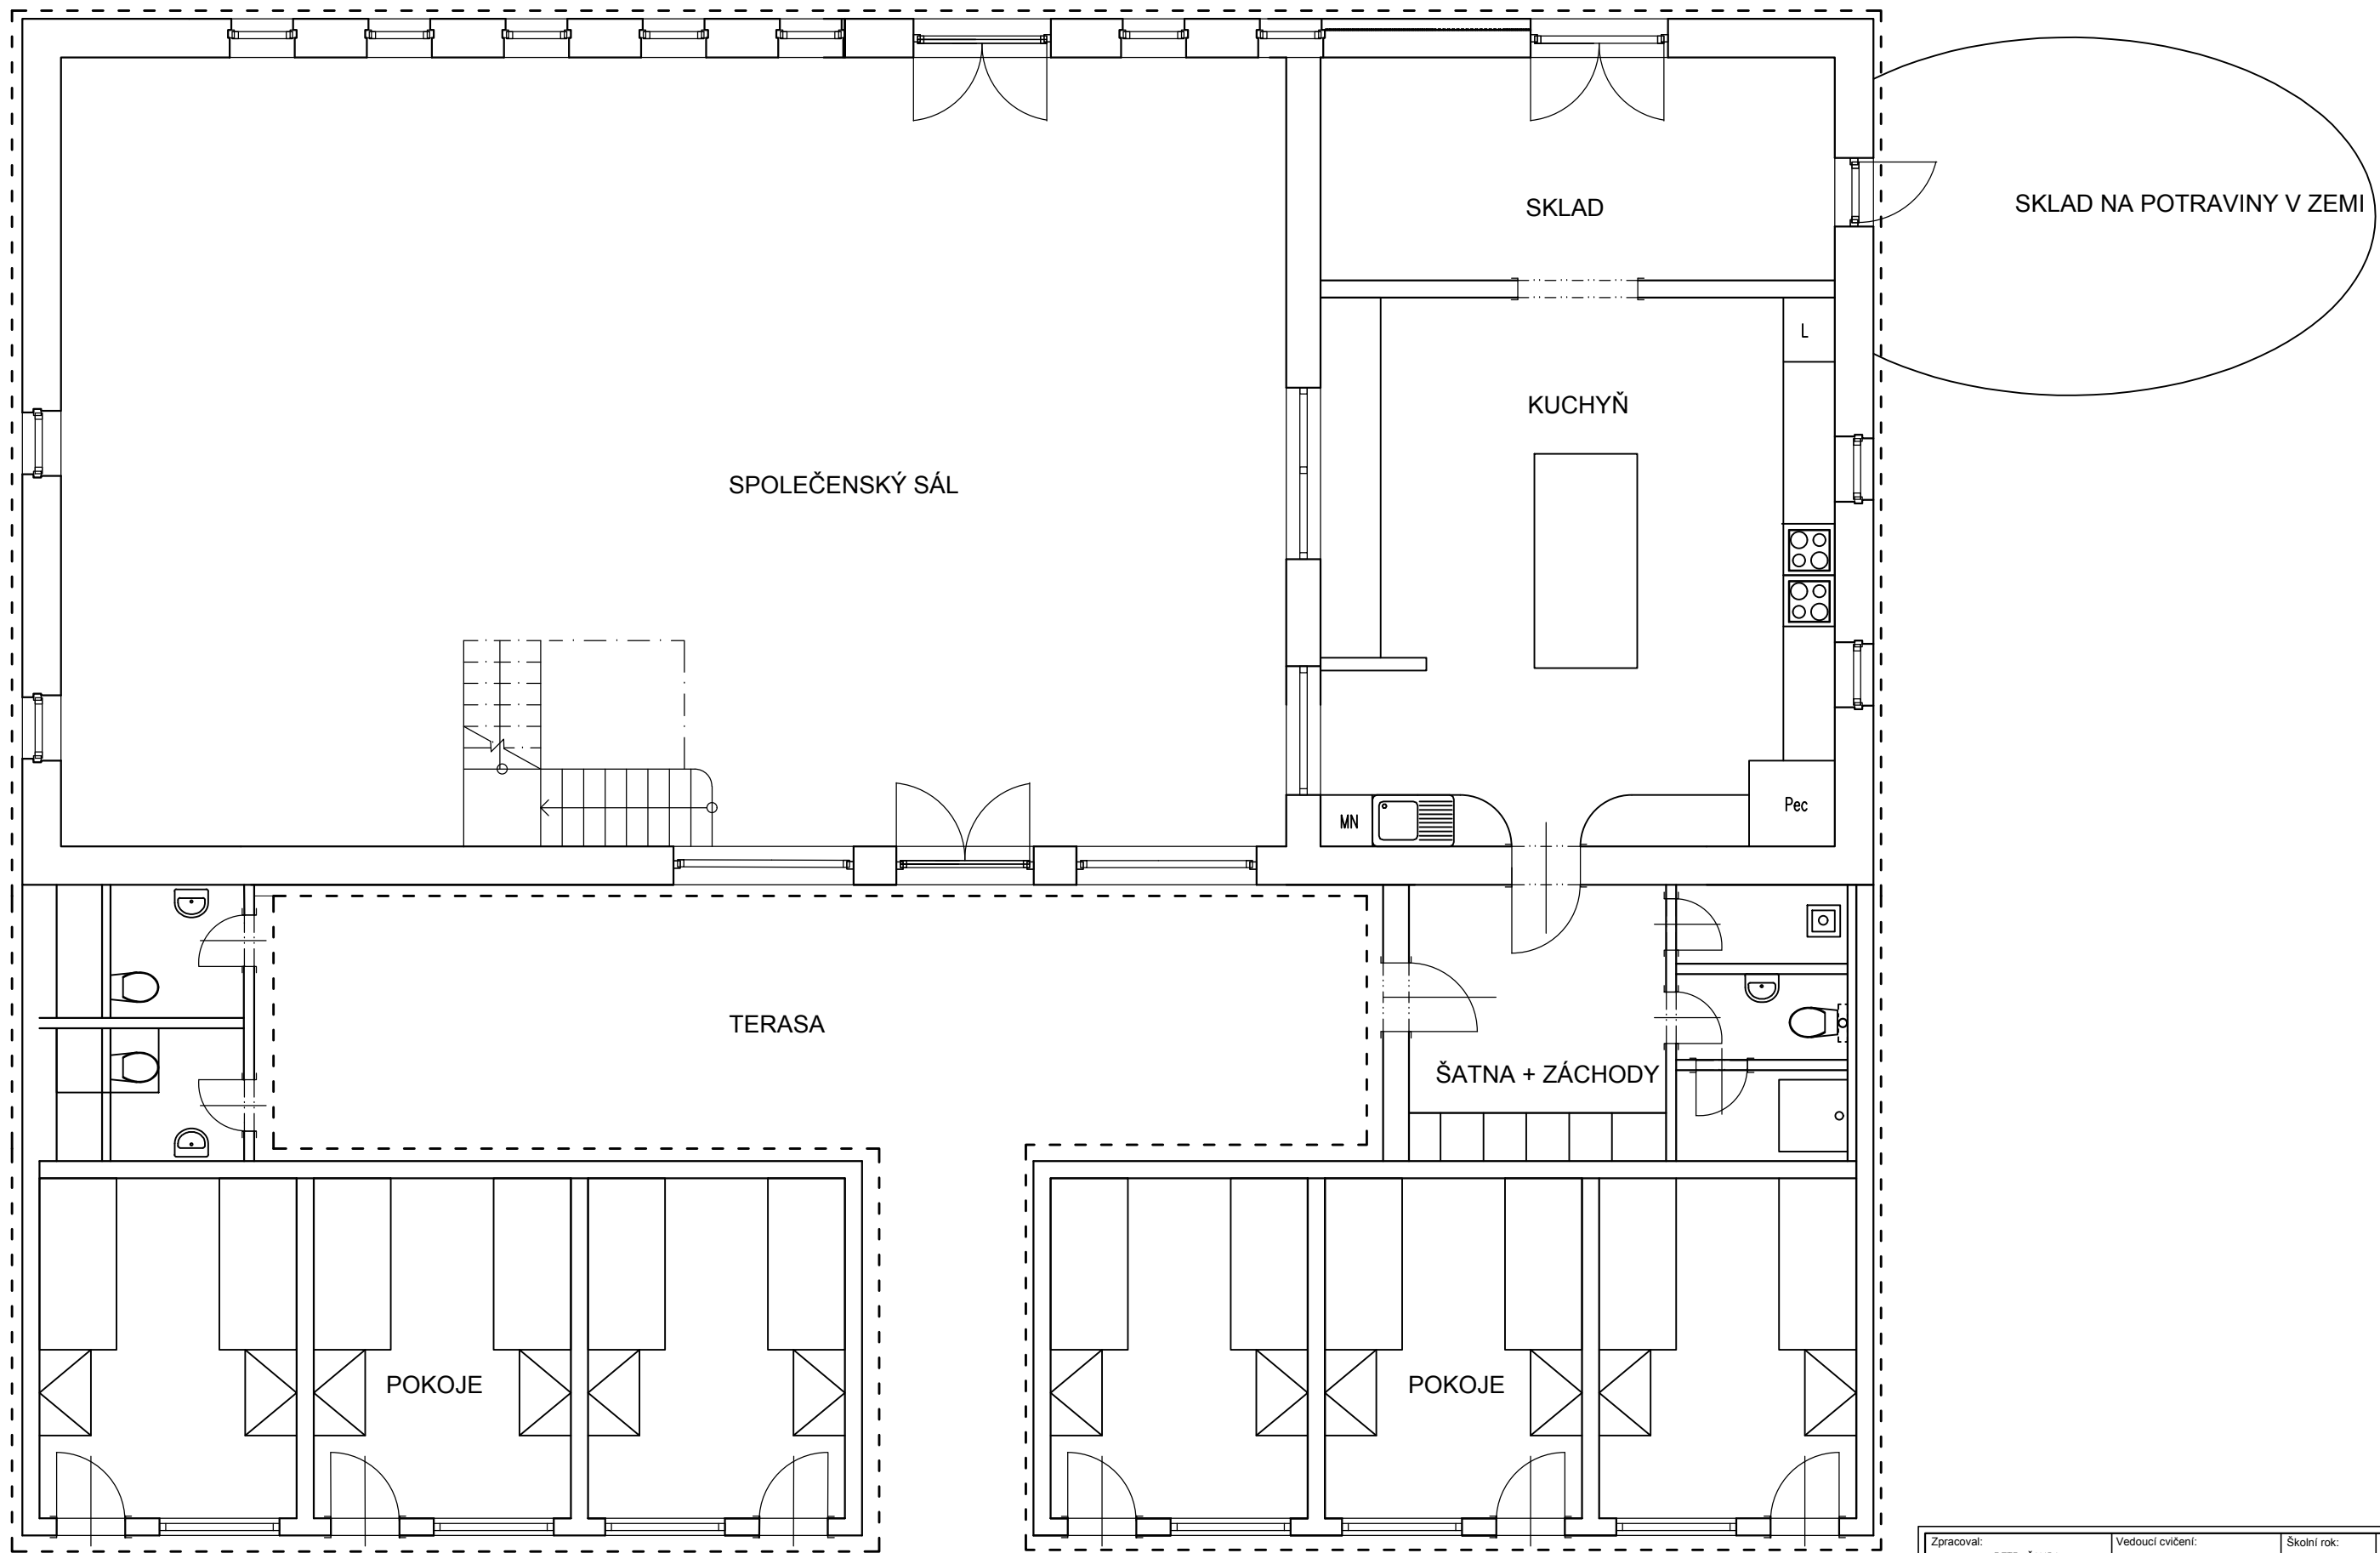 SKLAD
SKLAD NA POTRAVINY V ZEMI
L
KUCHYŇ
SPOLEČENSKÝ SÁL
Pec
MN
TERASA
ŠATNA + ZÁCHODY
POKOJE
POKOJE
Zpracoval:
Vedoucí cvičení:
Školní rok: